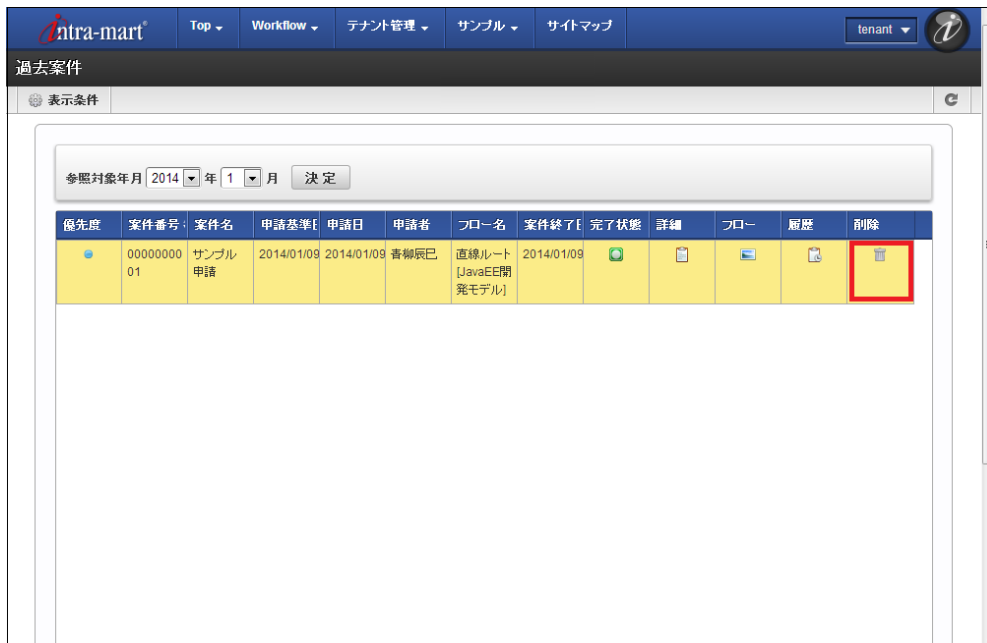 intra-mart® Top Workflow テナント管理 サンプル サイトマップ tenant
過去案件
表示条件
参照対象年月 2014 年 1 月 決定
優先度 案件番号 案件名 申請基準 申請日 申請者 フロー名 案件終了 完了状態 詳細 フロー 履歴 削除
00000000 サンプル 2014/01/09 2014/01/09 青柳辰巳 直線ルート 2014/01/09
01 申請 [JavaEE開
発モデル]